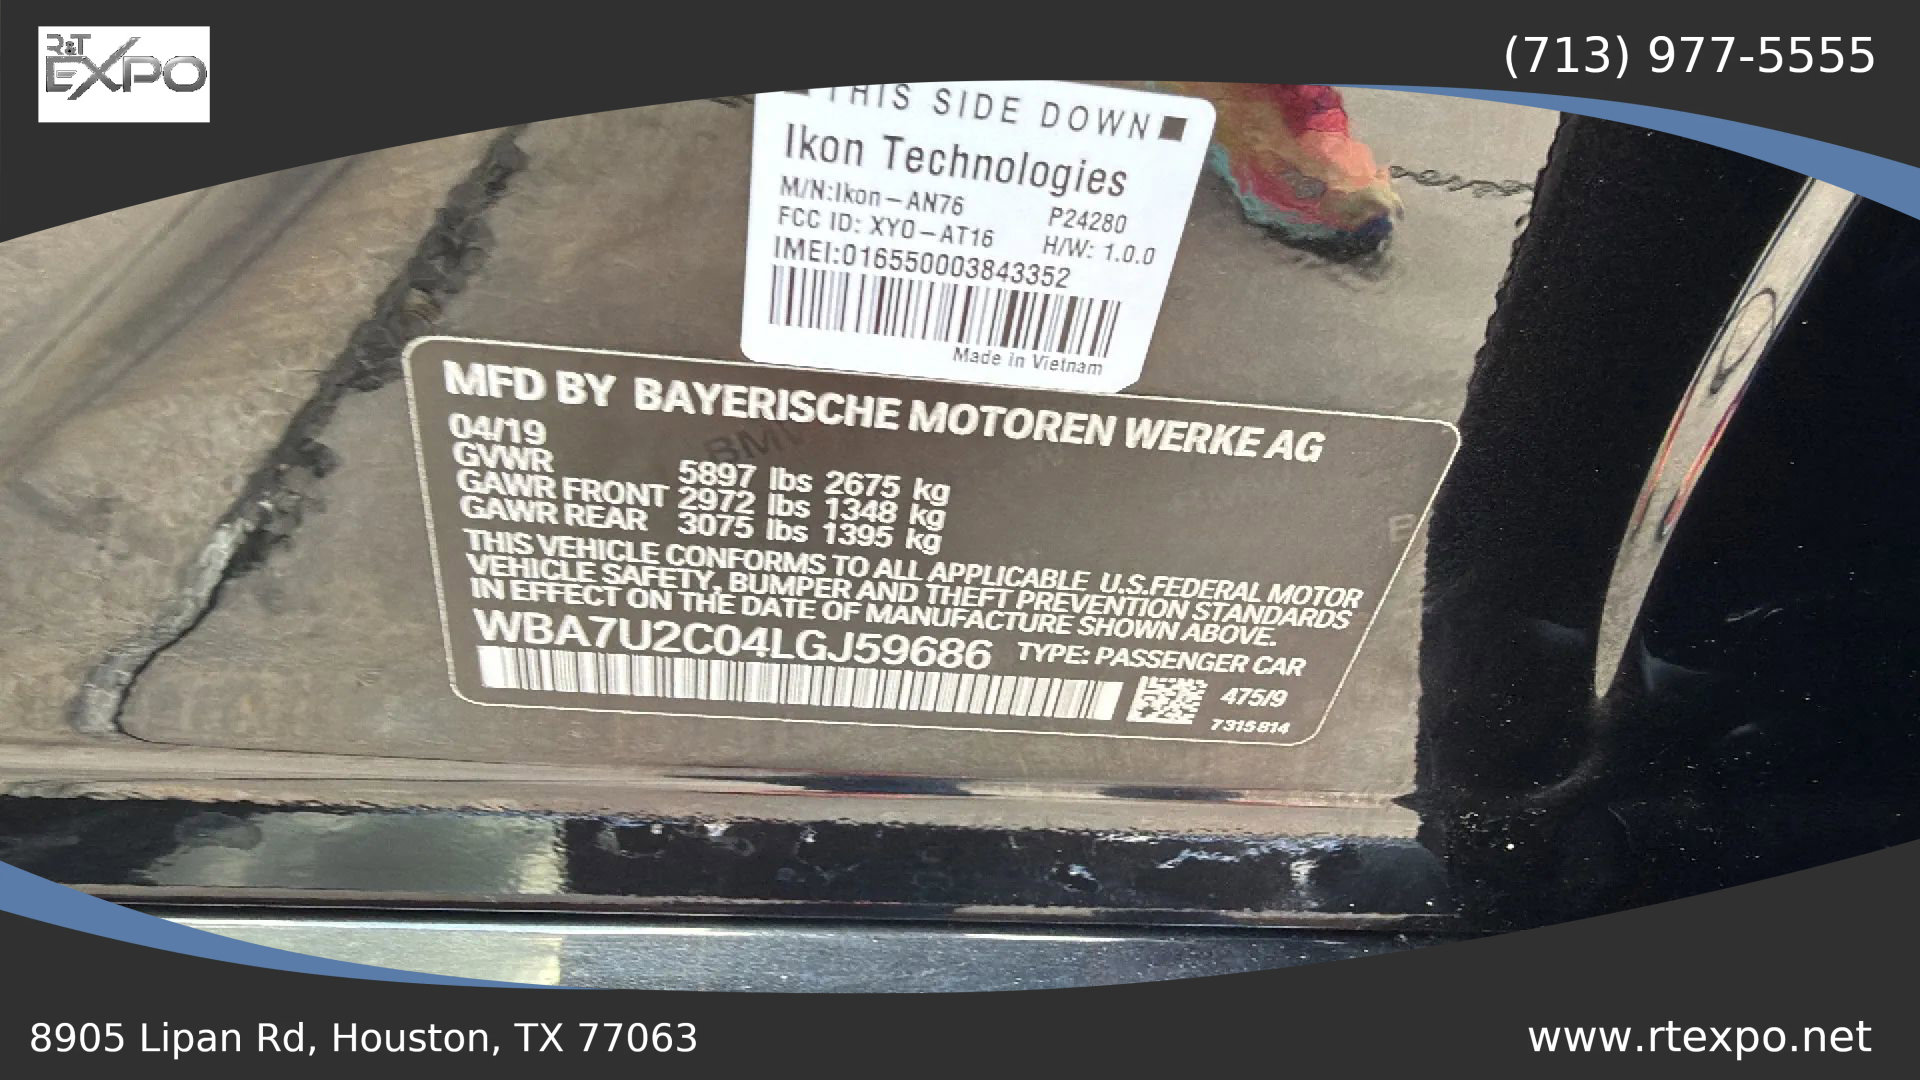 R&T
EXPO
(713) 977-5555
THIS SIDE DOWN
Ikon Technologies
M/N:Ikon-AN76 P24280
FCC ID: XYO-AT16 H/W: 1.0.0
IMEI:016550003843352
Made in Vietnam
MFD BY BAYERISCHE MOTOREN WERKE AG
04/19
GVWR 5897 lbs 2675 kg
GAWR FRONT 2972 lbs 1348 kg
GAWR REAR 3075 lbs 1395 kg
THIS VEHICLE CONFORMS TO ALL APPLICABLE U.S.FEDERAL MOTOR
VEHICLE SAFETY, BUMPER AND THEFT PREVENTION STANDARDS
IN EFFECT ON THE DATE OF MANUFACTURE SHOWN ABOVE.
WBA7U2C04LGJ59686 TYPE: PASSENGER CAR
475/9
7315814
8905 Lipan Rd, Houston, TX 77063
www.rtexpo.net